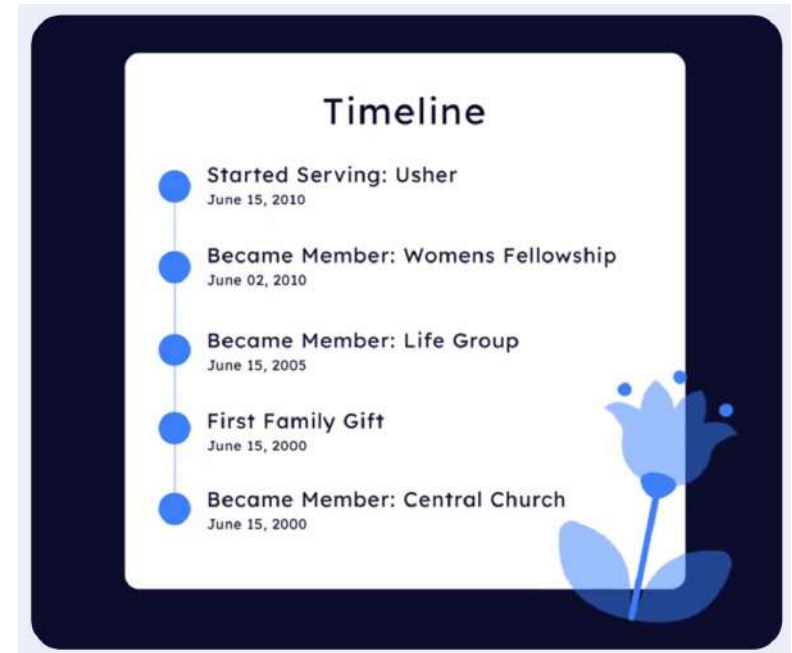 Timeline
Started Serving: Usher
June 15, 2010
Became Member: Womens Fellowship
June 02, 2010
Became Member: Life Group
June 15, 2005
First Family Gift
June 15, 2000
Became Member: Central Church
June 15, 2000